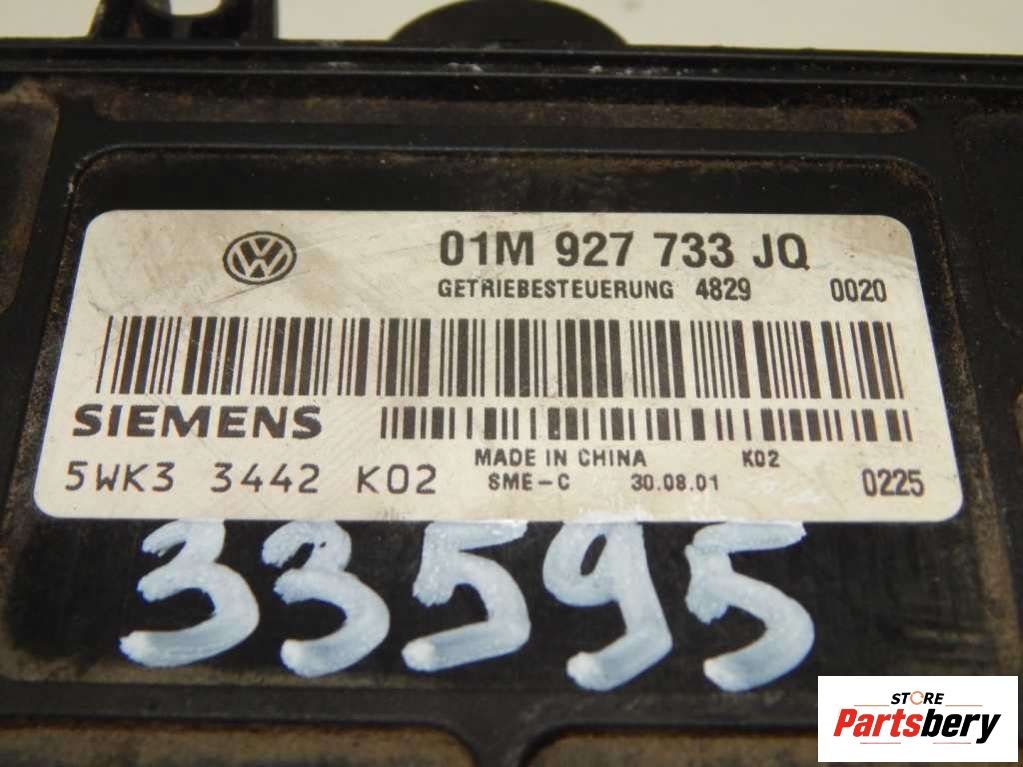 01M 927 733 JQ
GETRIEBESTEUERUNG 4829 0020
SIEMENS
MADE IN CHINA K02
5WK3 3442 K02 SME-C 30.08.01 0225
33595
STORE
Partsbery